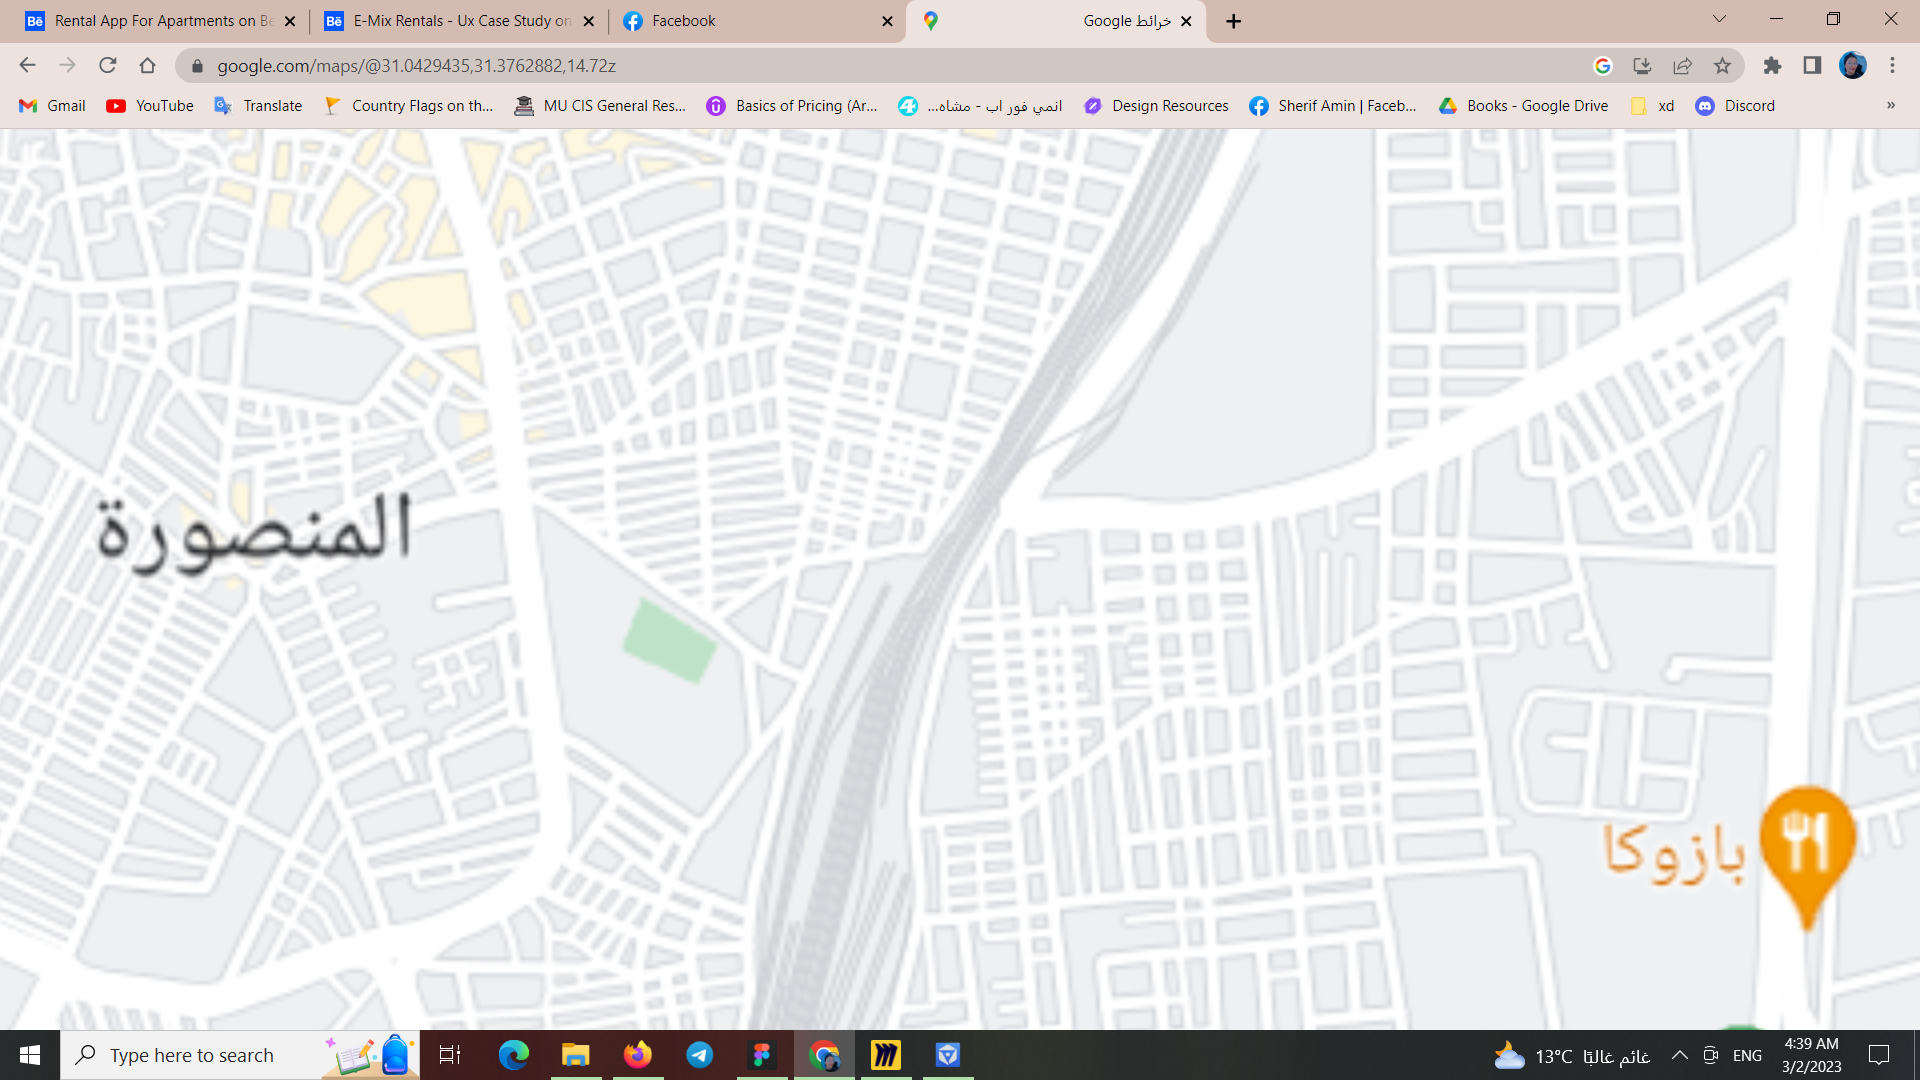 Rental App For Apartments on Be
E-Mix Rentals - Ux Case Study on
Facebook
خرائط Google
google.com/maps/@31.0429435,31.3762882,14.72z
Gmail
YouTube
Translate
Country Flags on th...
MU CIS General Res...
Basics of Pricing (Ar...
انمي فور اب - مشاه...
Design Resources
Sherif Amin | Faceb...
Books - Google Drive
xd
Discord
»
المنصورة
بازوكا
Type here to search
13°C غائم غالبًا
ENG
4:39 AM
3/2/2023